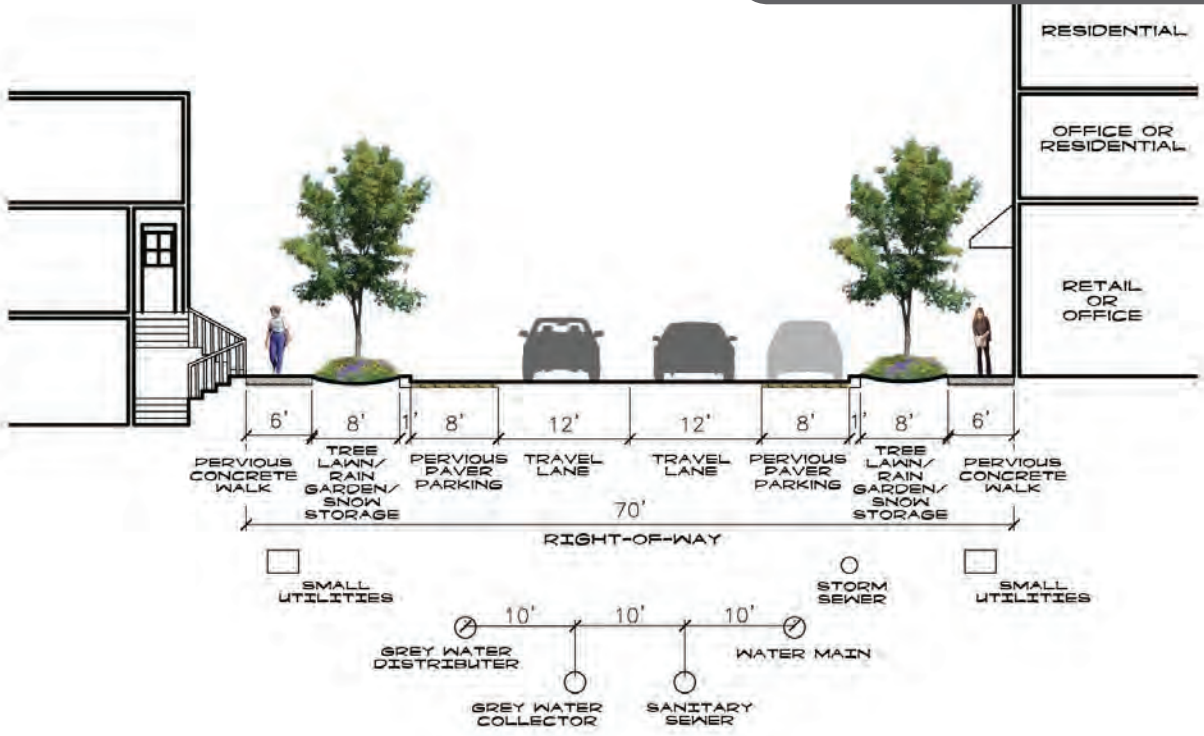 RESIDENTIAL
OFFICE OR
RESIDENTIAL
RETAIL
OR
OFFICE
6' 8' 1' 8' 12' 12' 8' 1' 8' 6'
PERVIOUS
CONCRETE
WALK
TREE
LAWN/
RAIN
GARDEN/
SNOW
STORAGE
PERVIOUS
PAVER
PARKING
TRAVEL
LANE
TRAVEL
LANE
PERVIOUS
PAVER
PARKING
TREE
LAWN/
RAIN
GARDEN/
SNOW
STORAGE
PERVIOUS
CONCRETE
WALK
70'
RIGHT-OF-WAY
SMALL
UTILITIES
STORM
SEWER
SMALL
UTILITIES
10' 10' 10'
GREY WATER
DISTRIBUTER
WATER MAIN
GREY WATER
COLLECTOR
SANITARY
SEWER